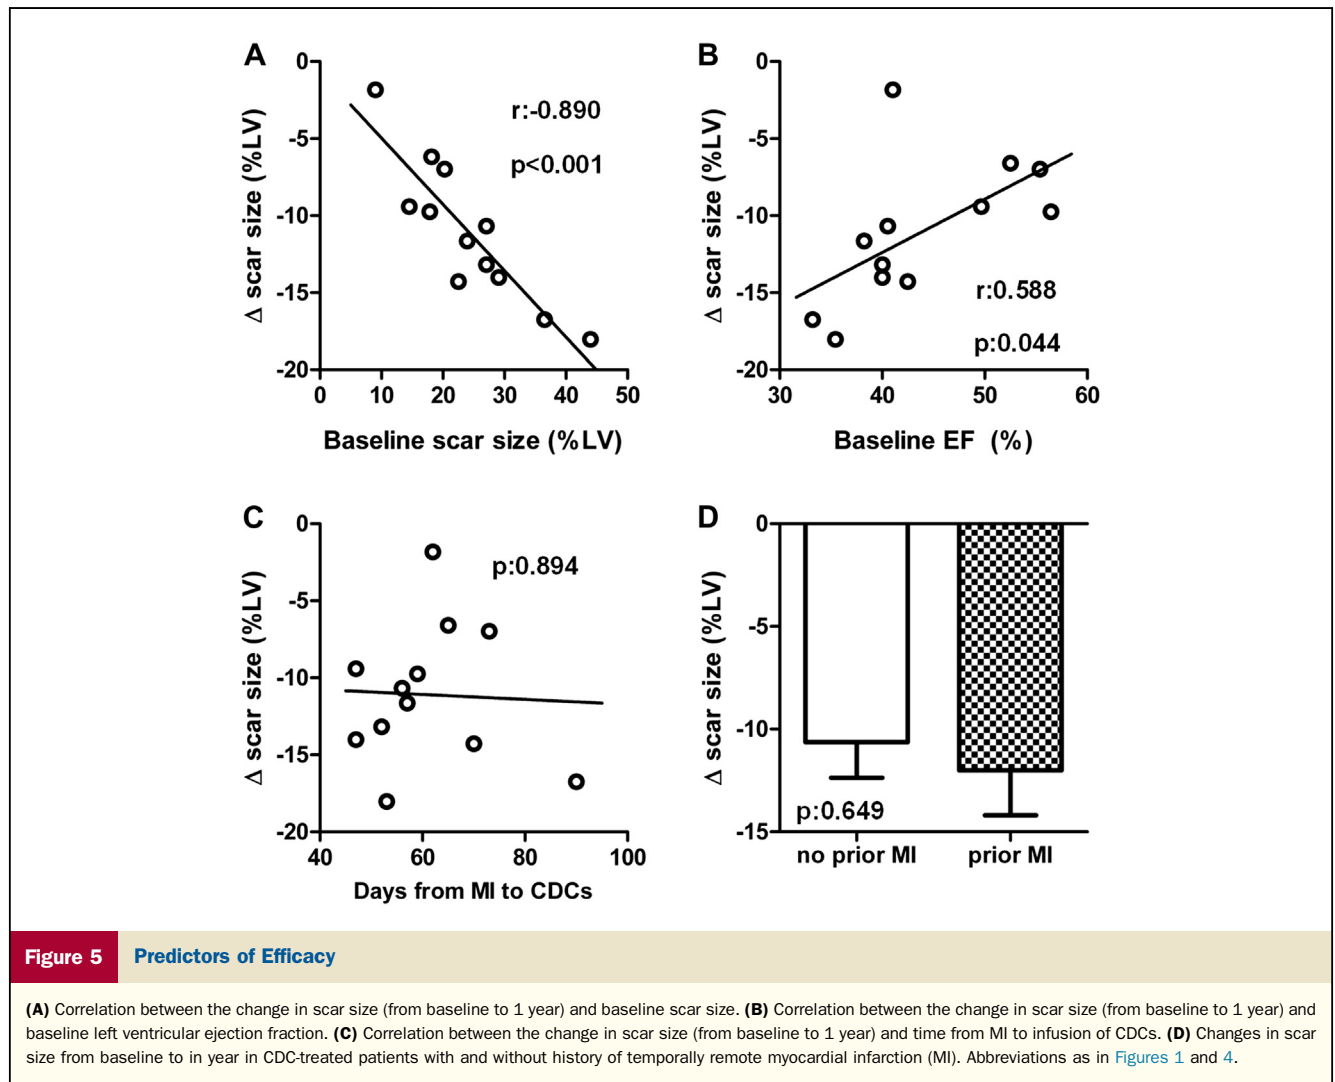 A
0
-5
-10
-15
-20
Δ scar size (%LV)
r:-0.890
p<0.001
0 10 20 30 40 50
Baseline scar size (%LV)
B
0
-5
-10
-15
-20
Δ scar size (%LV)
r:0.588
p:0.044
30 40 50 60
Baseline EF (%)
C
0
-5
-10
-15
-20
Δ scar size (%LV)
p:0.894
40 60 80 100
Days from MI to CDCs
D
0
-5
-10
-15
Δ scar size (%LV)
p:0.649
no prior MI prior MI
Figure 5 Predictors of Efficacy
(A) Correlation between the change in scar size (from baseline to 1 year) and baseline scar size. (B) Correlation between the change in scar size (from baseline to 1 year) and
baseline left ventricular ejection fraction. (C) Correlation between the change in scar size (from baseline to 1 year) and time from MI to infusion of CDCs. (D) Changes in scar
size from baseline to in year in CDC-treated patients with and without history of temporally remote myocardial infarction (MI). Abbreviations as in Figures 1 and 4.